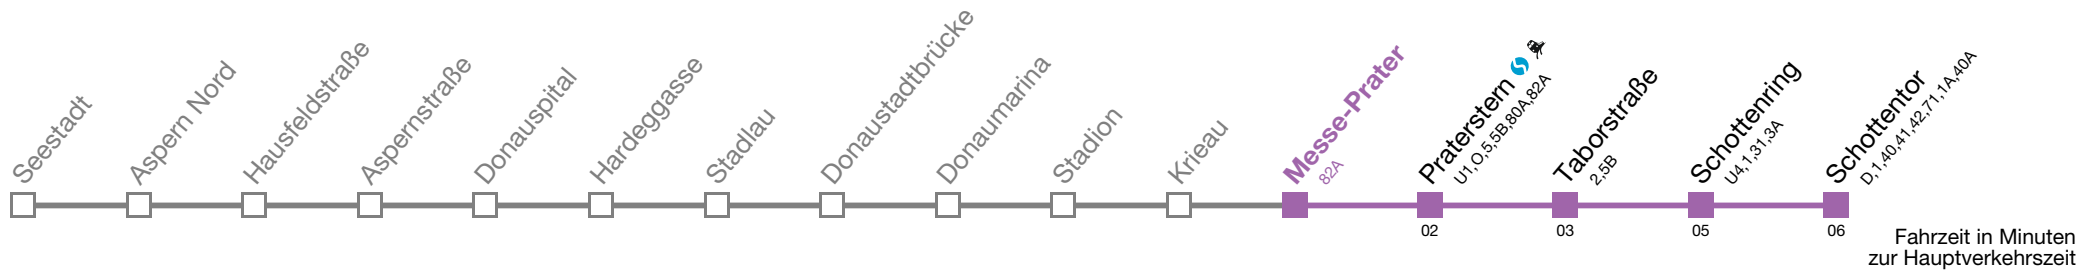 Seestadt
Aspern Nord
Hausfeldstraße
Aspernstraße
Donauspital
Hardeggasse
Stadlau
Donaustadtbrücke
Donaumarina
Stadion
Krieau
Messe-Prater
82A
Praterstern
U1,O,5,5B,80A,82A
Taborstraße
2,5B
Schottenring
U4,1,31,3A
Schottentor
D,1,40,41,42,71,1A,40A
02
03
05
06
Fahrzeit in Minuten
zur Hauptverkehrszeit